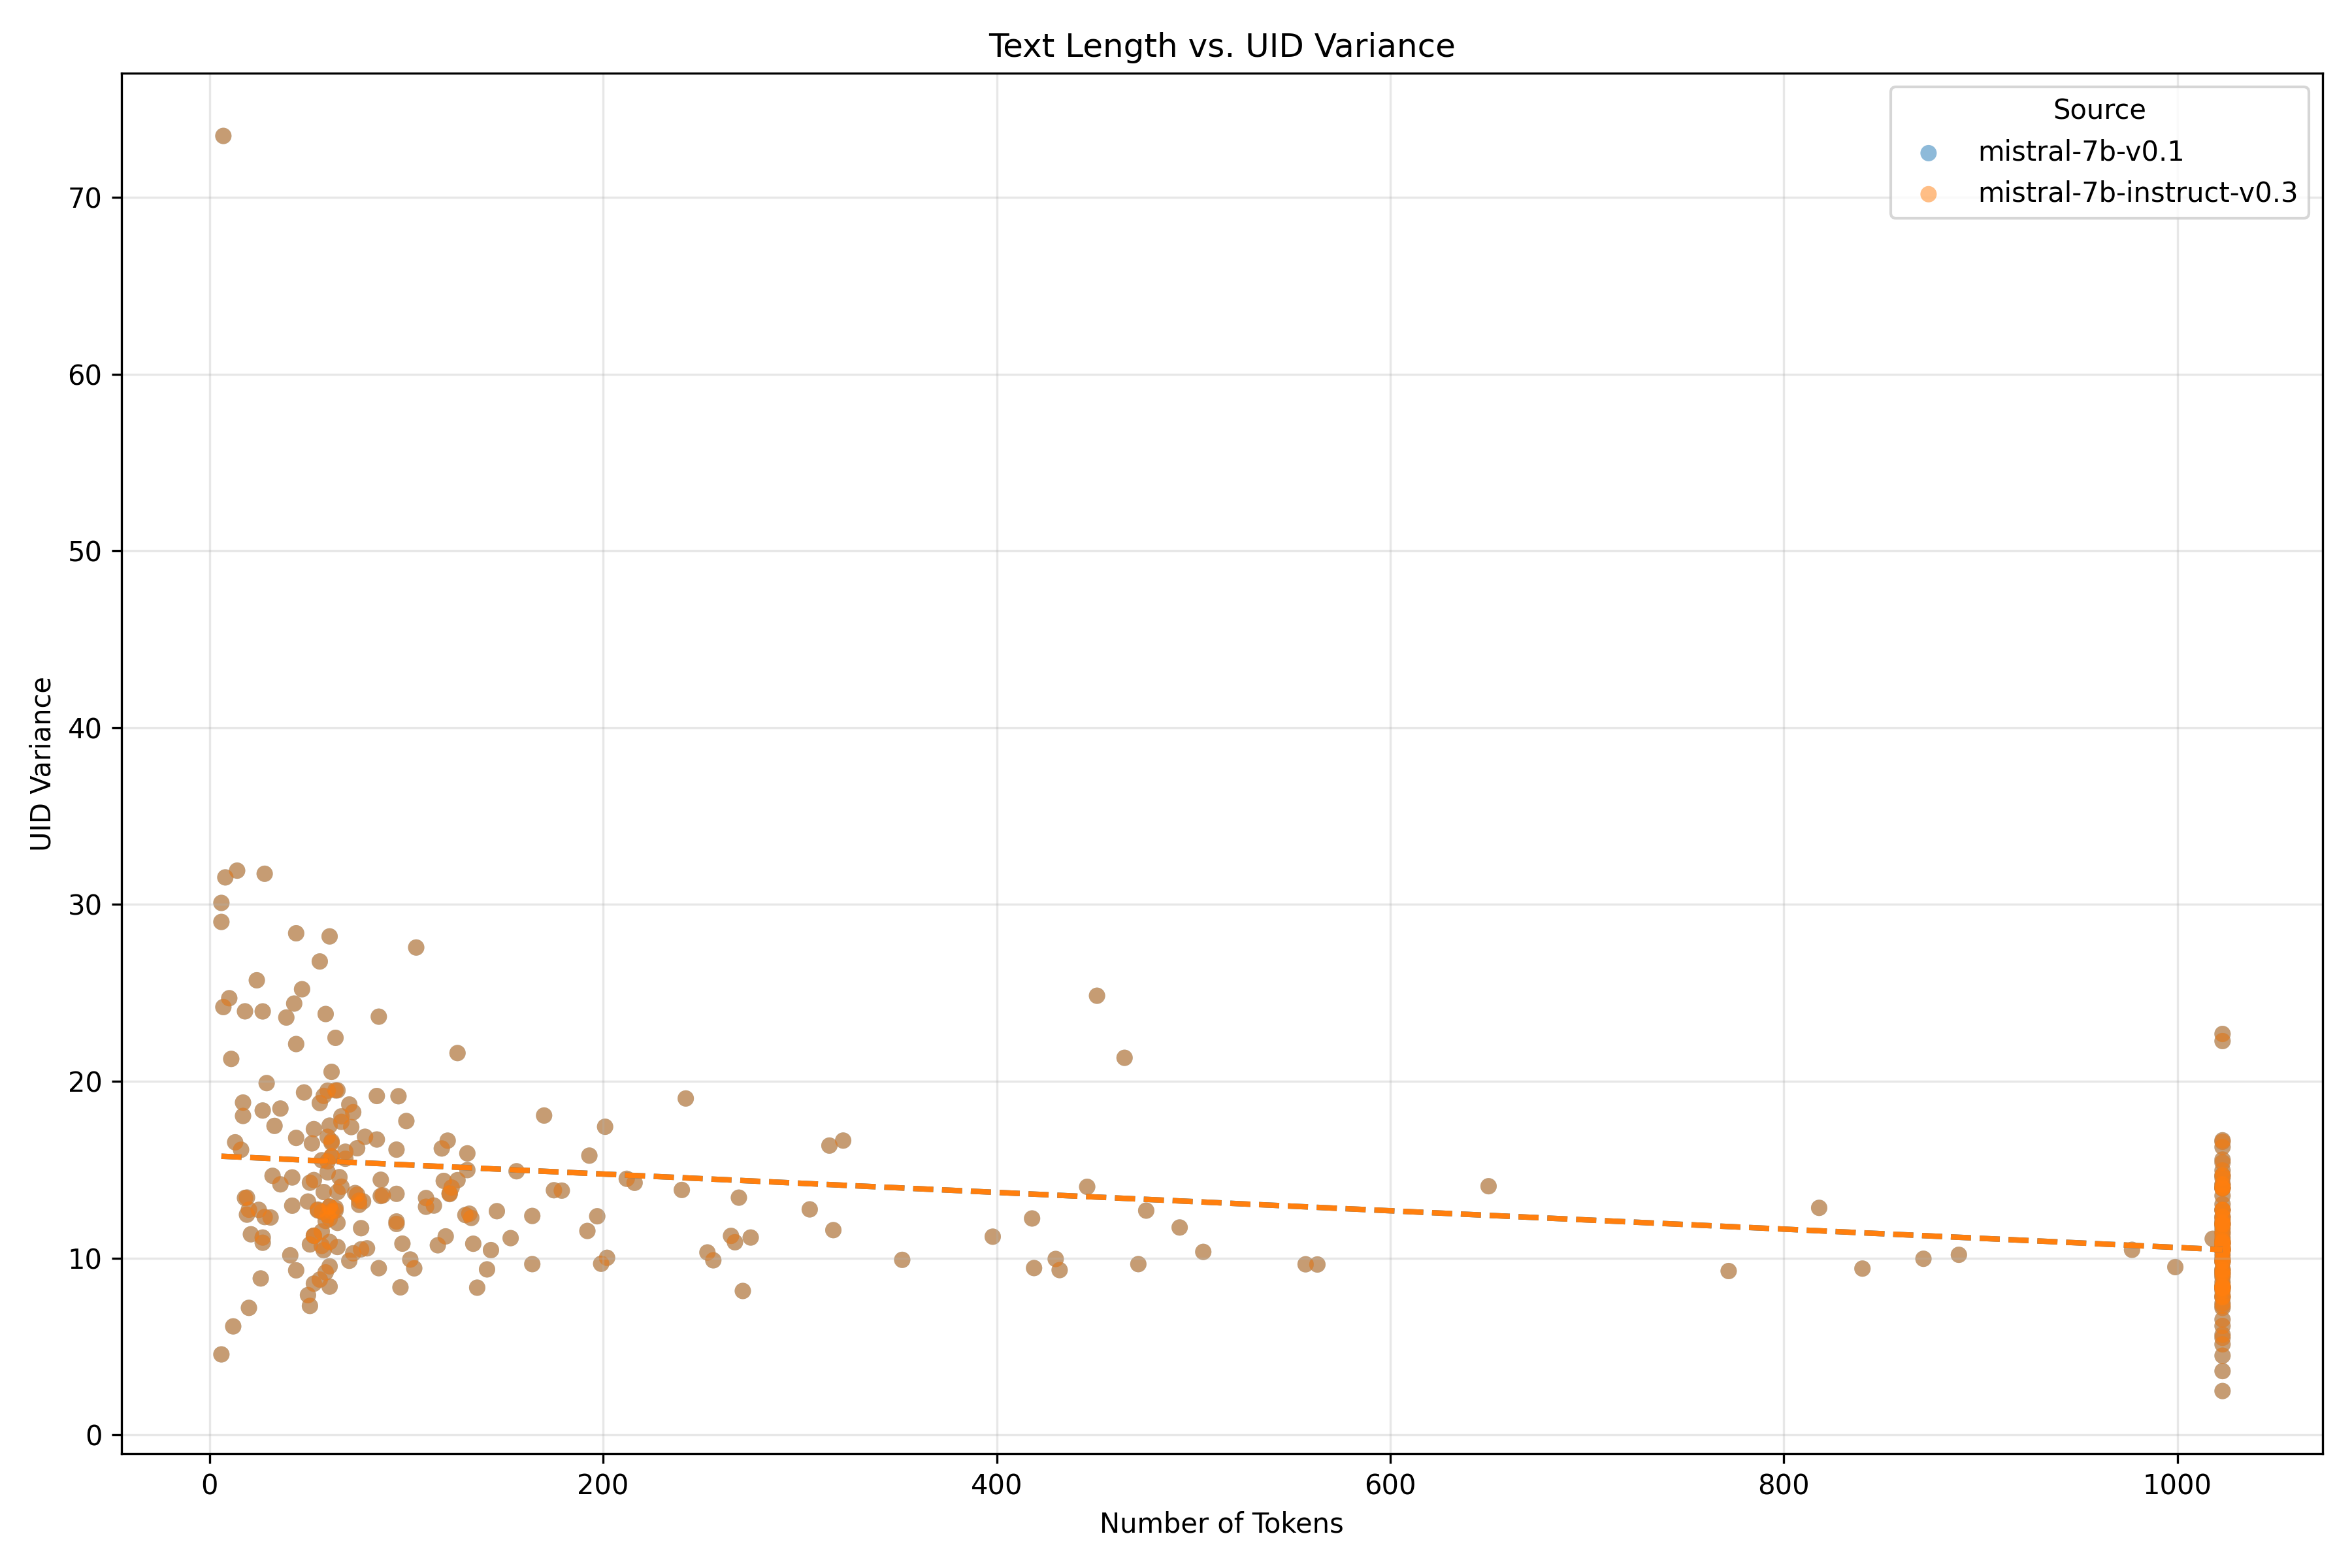 Text Length vs. UID Variance
Source
mistral-7b-v0.1
mistral-7b-instruct-v0.3
UID Variance
70
60
50
40
30
20
10
0
0 200 400 600 800 1000
Number of Tokens